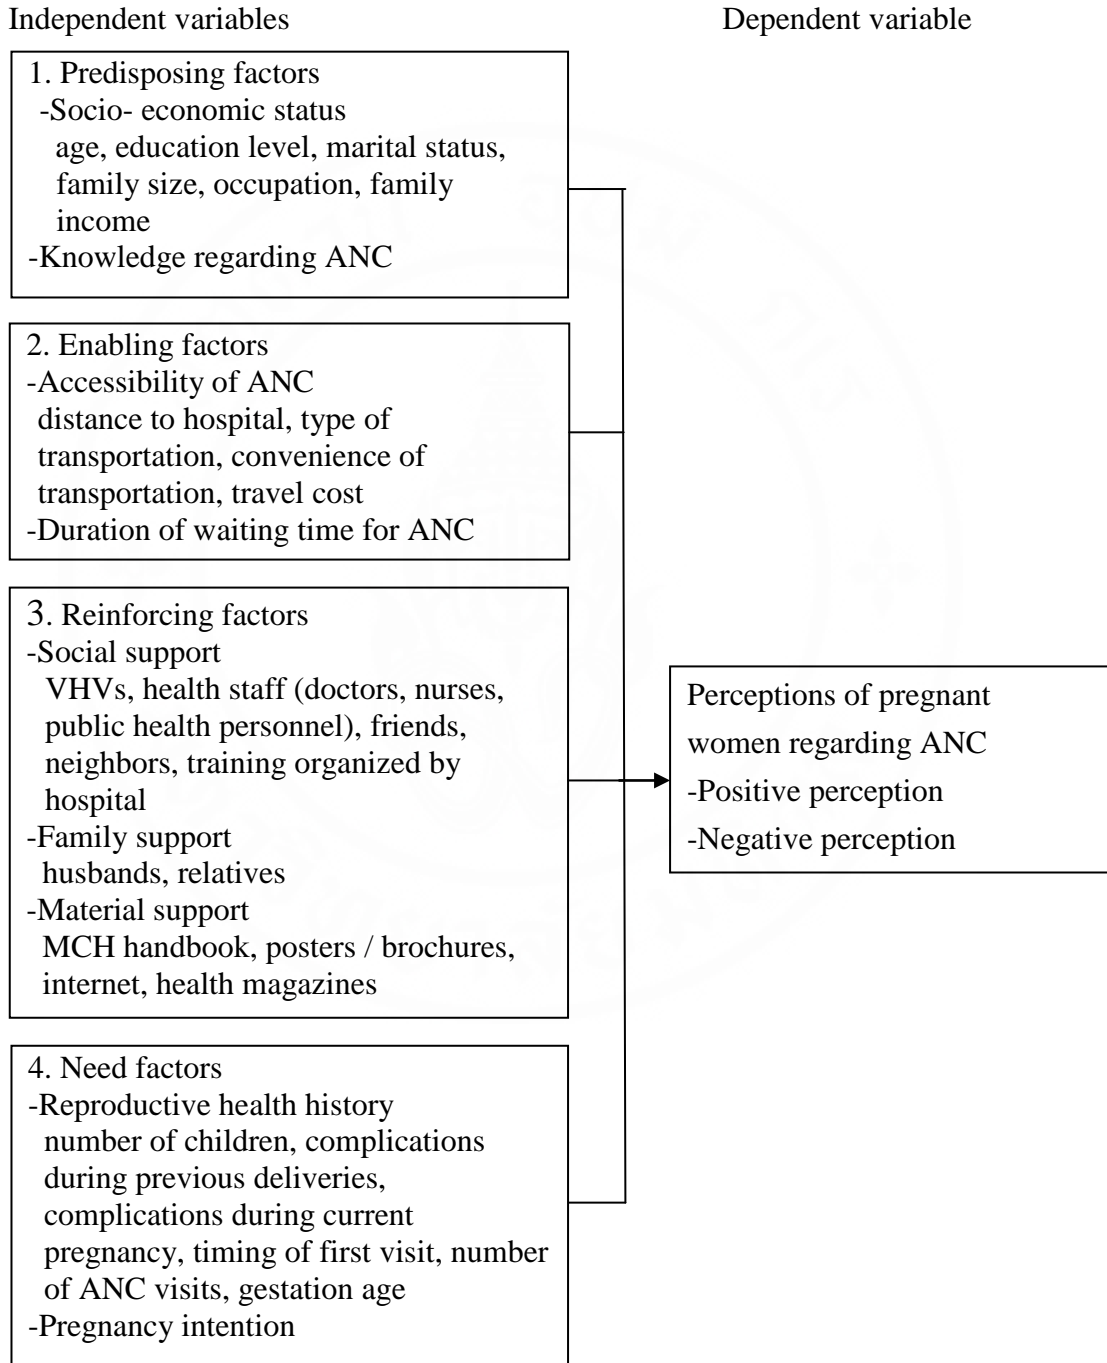 Independent variables
Dependent variable
1. Predisposing factors
-Socio- economic status
age, education level, marital status,
family size, occupation, family
income
-Knowledge regarding ANC
2. Enabling factors
-Accessibility of ANC
distance to hospital, type of
transportation, convenience of
transportation, travel cost
-Duration of waiting time for ANC
3. Reinforcing factors
-Social support
VHVs, health staff (doctors, nurses,
public health personnel), friends,
neighbors, training organized by
hospital
-Family support
husbands, relatives
-Material support
MCH handbook, posters / brochures,
internet, health magazines
4. Need factors
-Reproductive health history
number of children, complications
during previous deliveries,
complications during current
pregnancy, timing of first visit, number
of ANC visits, gestation age
-Pregnancy intention
Perceptions of pregnant
women regarding ANC
-Positive perception
-Negative perception